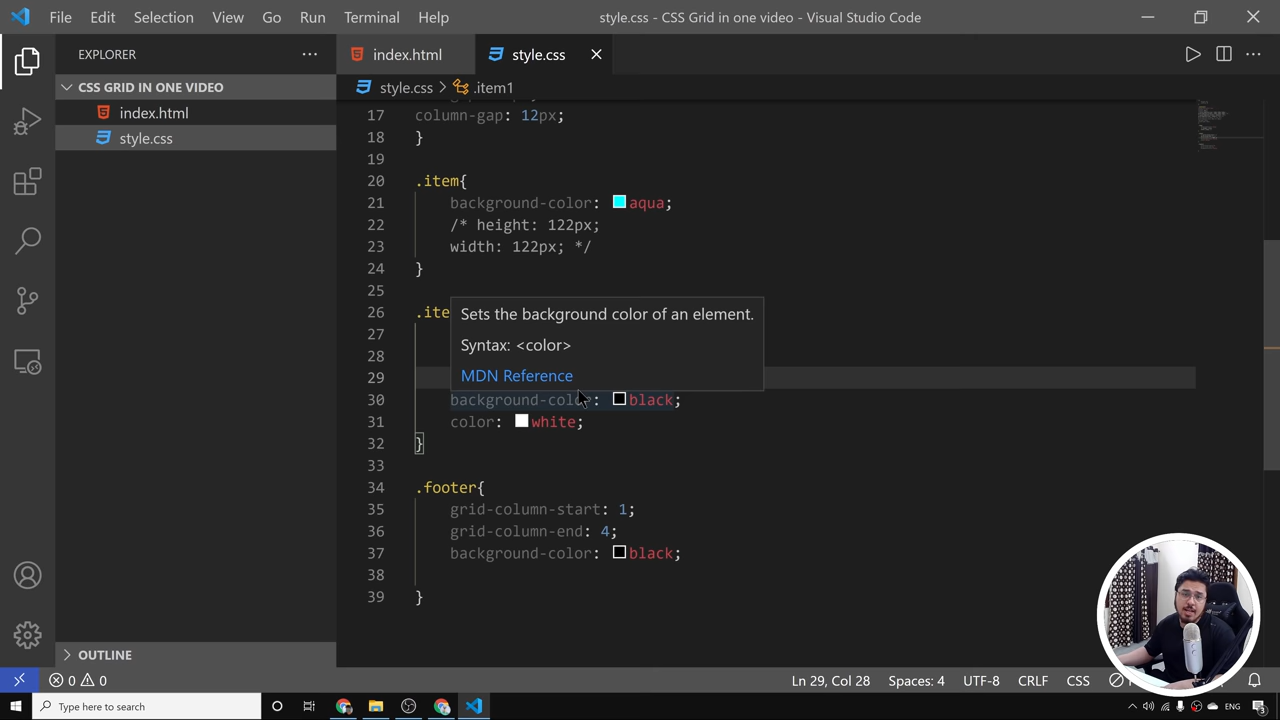 File Edit Selection View Go Run Terminal Help
style.css - CSS Grid in one video - Visual Studio Code
EXPLORER
CSS GRID IN ONE VIDEO
index.html
style.css
OUTLINE
index.html
style.css
style.css > .item1
17 column-gap: 12px;
18 }
19
20 .item{
21 background-color: aqua;
22 /* height: 122px;
23 width: 122px; */
24 }
25
26 .ite
27
28
29
Sets the background color of an element.
Syntax: <color>
MDN Reference
30 background-color: black;
31 color: white;
32 }
33
34 .footer{
35 grid-column-start: 1;
36 grid-column-end: 4;
37 background-color: black;
38
39 }
0 0
Ln 29, Col 28 Spaces: 4 UTF-8 CRLF CSS
Type here to search
ENG